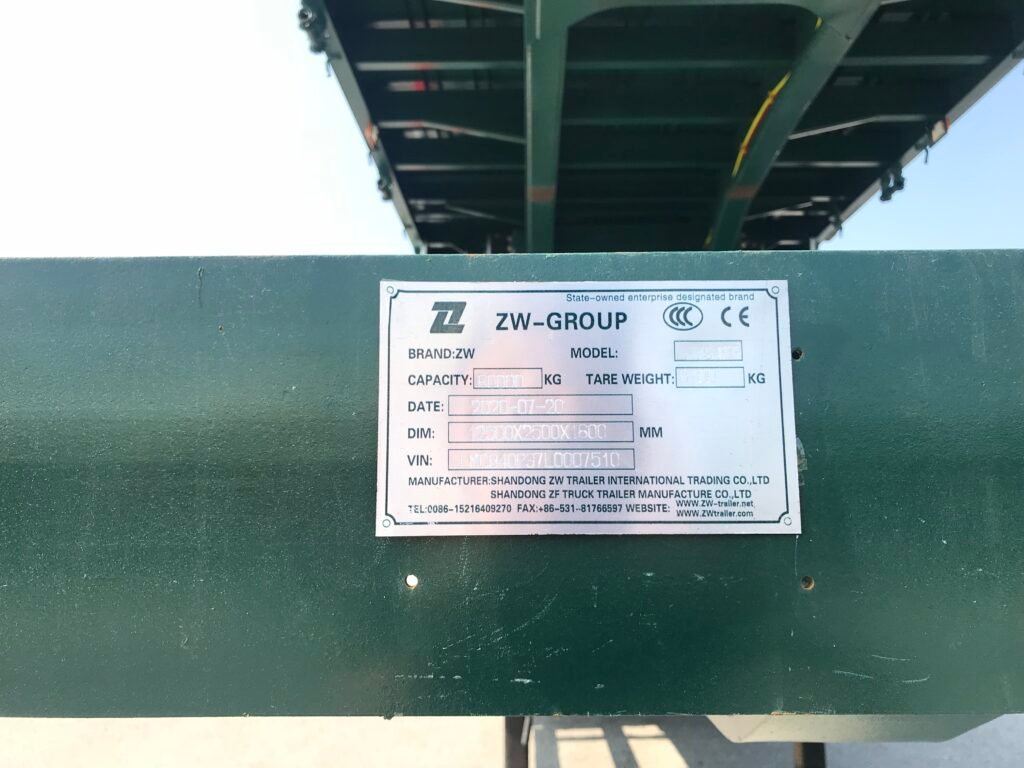 State-owned enterprise designated brand
ZW-GROUP CCC CE
BRAND:ZW MODEL:
CAPACITY: 80000 KG TARE WEIGHT: KG
DATE: 2020-07-20
DIM: MM
VIN:
MANUFACTURER:SHANDONG ZW TRAILER INTERNATIONAL TRADING CO.,LTD
SHANDONG ZF TRUCK TRAILER MANUFACTURE CO.,LTD
TEL:0086-15216409270 FAX:+86-531-81766597 WEBSITE: WWW.ZW-trailer.net
WWW.ZWtrailer.com